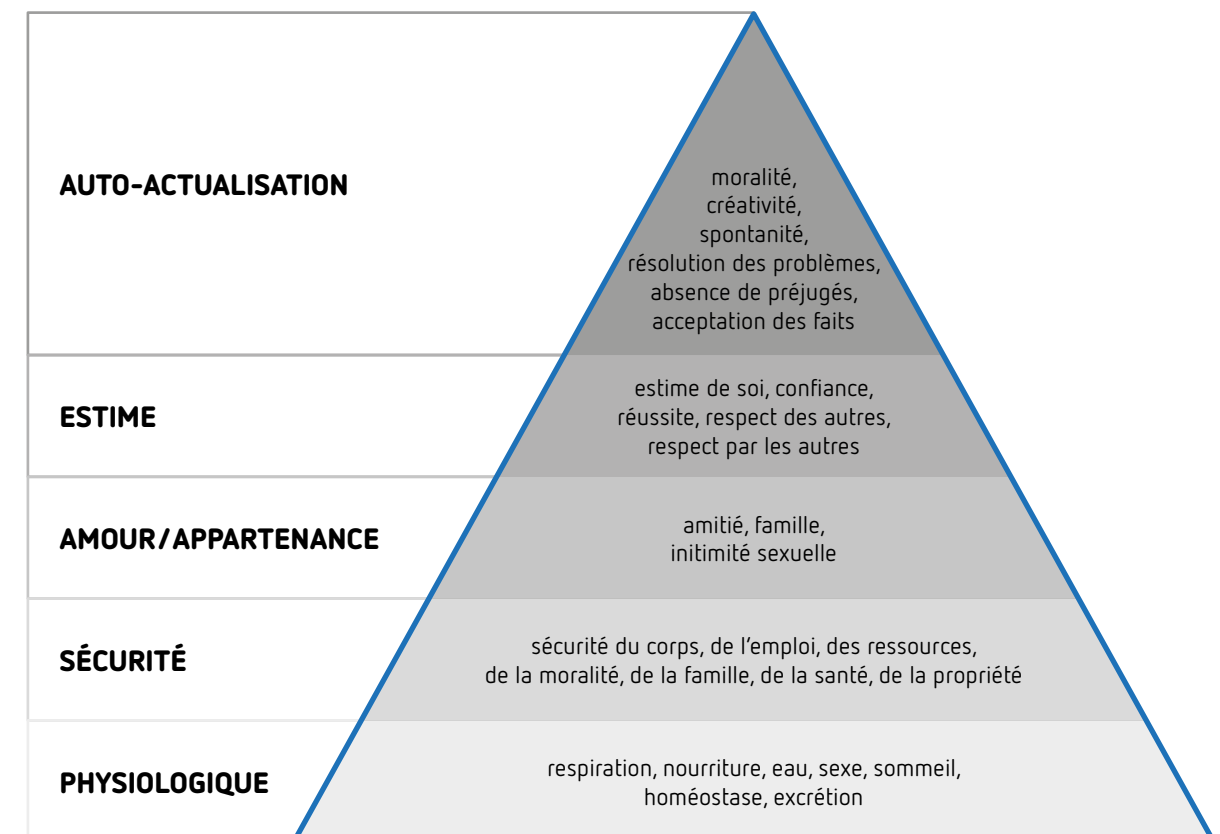 AUTO-ACTUALISATION
moralité,
créativité,
spontanité,
résolution des problèmes,
absence de préjugés,
acceptation des faits
ESTIME
estime de soi, confiance,
réussite, respect des autres,
respect par les autres
AMOUR/APPARTENANCE
amitié, famille,
initimité sexuelle
SÉCURITÉ
sécurité du corps, de l'emploi, des ressources,
de la moralité, de la famille, de la santé, de la propriété
PHYSIOLOGIQUE
respiration, nourriture, eau, sexe, sommeil,
homéostase, excrétion